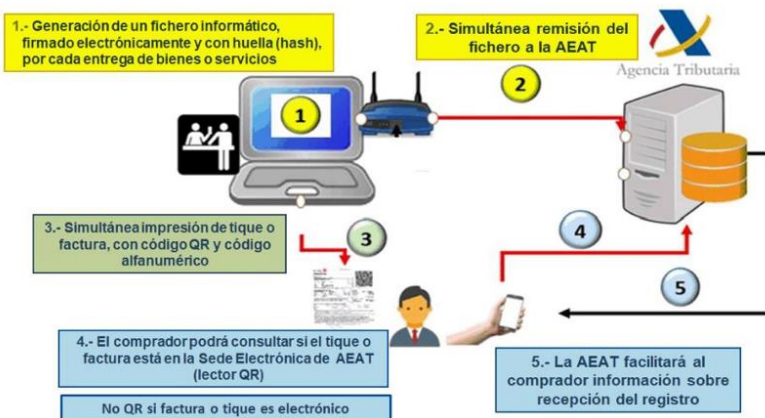 1.- Generación de un fichero informático,
firmado electrónicamente y con huella (hash),
por cada entrega de bienes o servicios
2.- Simultánea remisión del
fichero a la AEAT
Agencia Tributaria
1
2
3.- Simultánea impresión de tique o
factura, con código QR y código
alfanumérico
3
4
5
4.- El comprador podrá consultar si el tique o
factura está en la Sede Electrónica de AEAT
(lector QR)
5.- La AEAT facilitará al
comprador información sobre
recepción del registro
No QR si factura o tique es electrónico